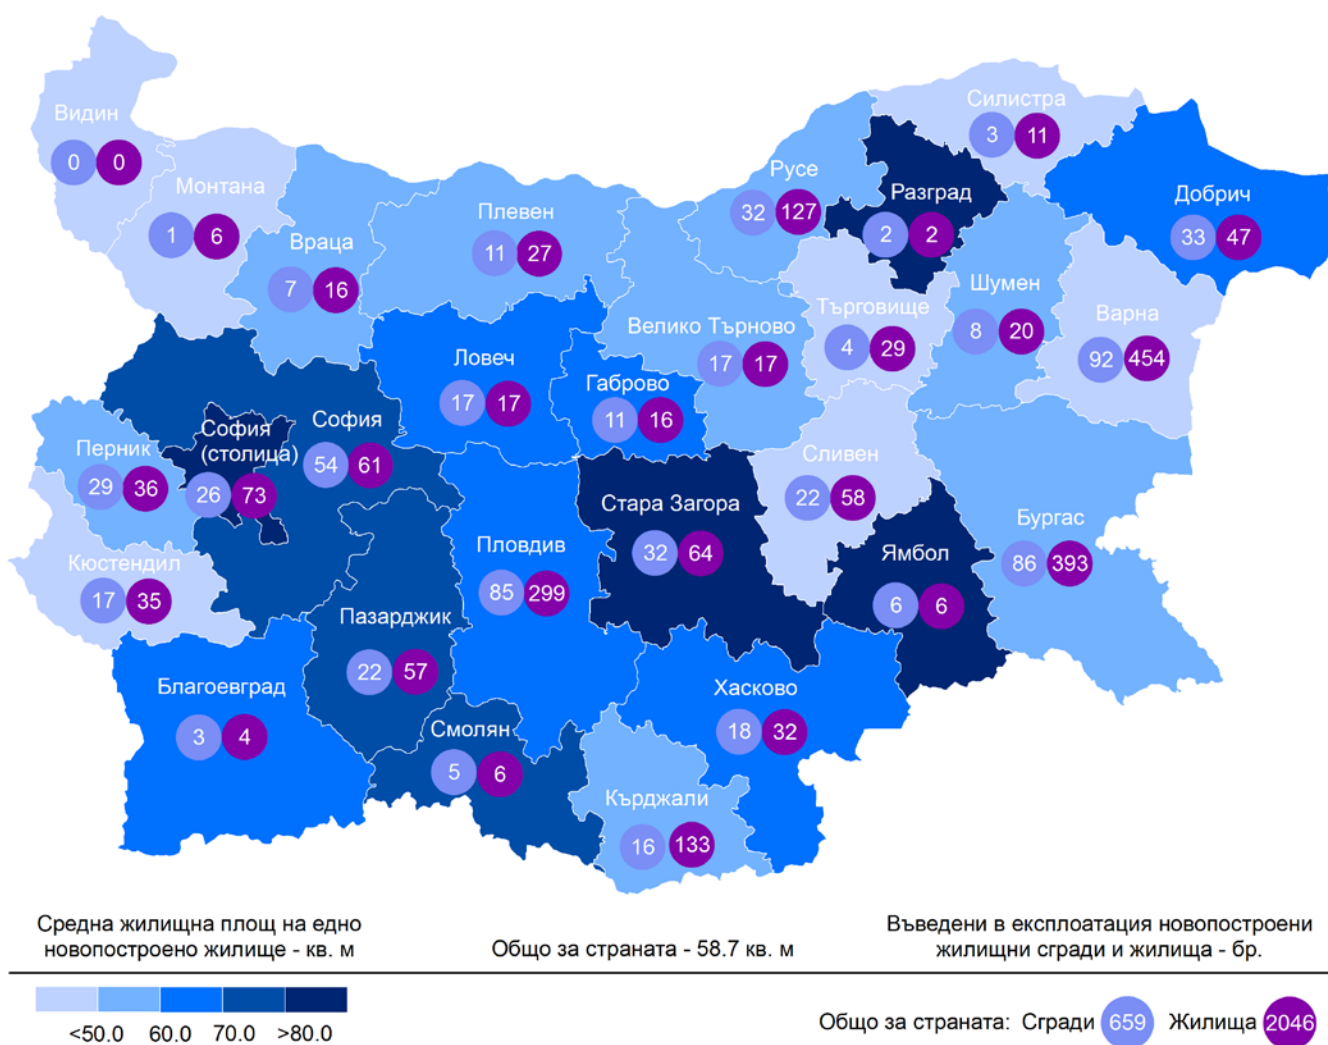 Видин
0 0
Монтана
1 6
Враца
7 16
Плевен
11 27
Русе
32 127
Разград
2 2
Силистра
3 11
Добрич
33 47
Шумен
8 20
Търговище
4 29
Варна
92 454
Велико Търново
17 17
Ловеч
17 17
Габрово
11 16
София
54 61
София
(столица)
26 73
Перник
29 36
Кюстендил
17 35
Сливен
22 58
Стара Загора
32 64
Ямбол
6 6
Бургас
86 393
Пловдив
85 299
Пазарджик
22 57
Благоевград
3 4
Смолян
5 6
Хасково
18 32
Кърджали
16 133
Средна жилищна площ на едно
новопостроено жилище - кв. м
Общо за страната - 58.7 кв. м
Въведени в експлоатация новопостроени
жилищни сгради и жилища - бр.
<50.0 60.0 70.0 >80.0
Общо за страната: Сгради 659 Жилища 2046